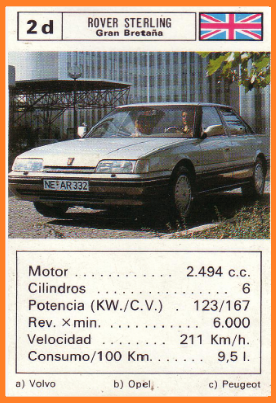 2 d
ROVER STERLING
Gran Bretaña
NE AR 332
Motor . . . . . . . . . . . . 2.494 c.c.
Cilindros . . . . . . . . . . . . . . . 6
Potencia (KW./C.V.) . 123/167
Rev. × min. . . . . . . . . . . 6.000
Velocidad . . . . . . . 211 Km/h.
Consumo/100 Km. . . . . . . 9,5 l.
a) Volvo b) Opel c) Peugeot